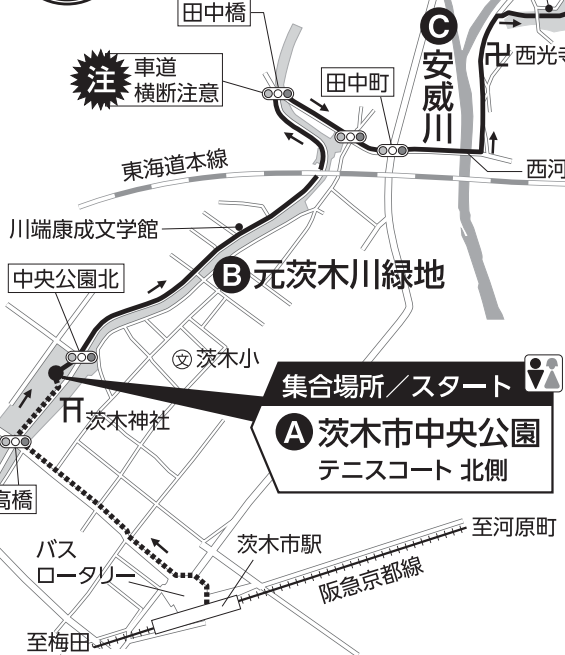 田中橋
注
車道
横断注意
田中町
C
安威川
卍 西光寺
東海道本線
西河
川端康成文学館
中央公園北
B 元茨木川緑地
文 茨木小
集合場所／スタート
A 茨木市中央公園
テニスコート 北側
茨木神社
高橋
バス
ロータリー
茨木市駅
至河原町
阪急京都線
至梅田